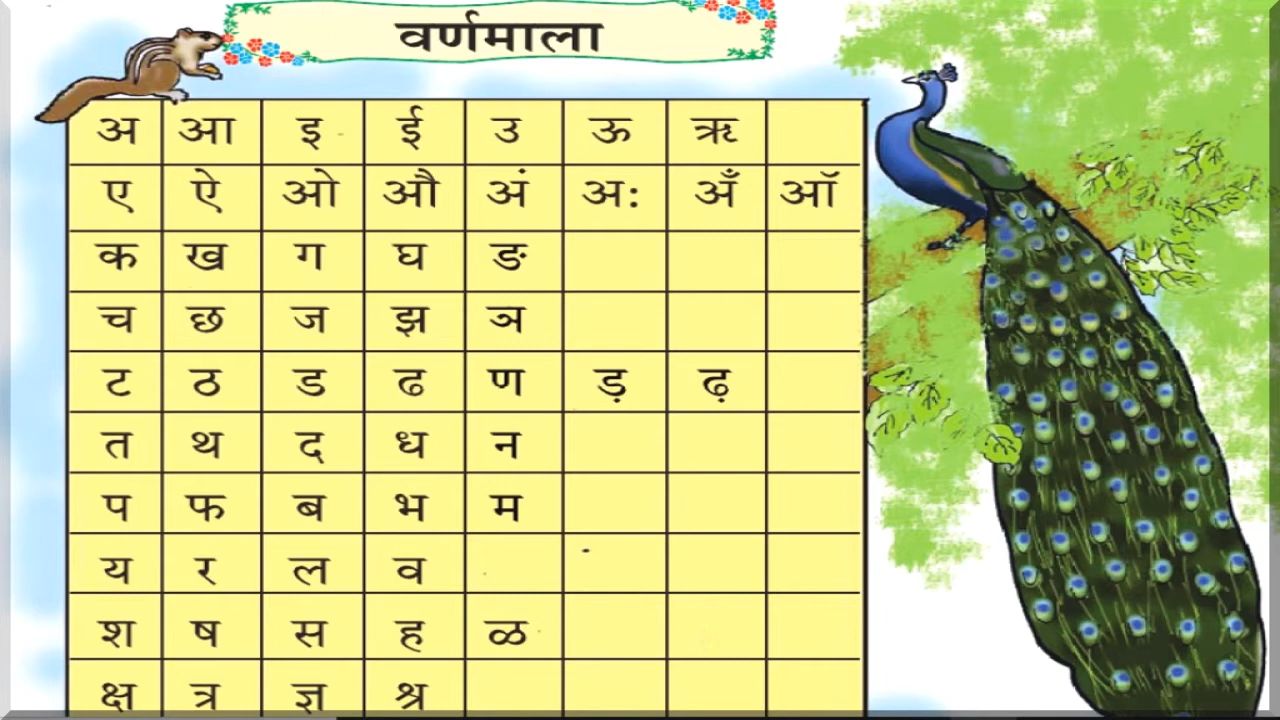 वर्णमाला
अ आ इ ई उ ऊ ऋ
ए ऐ ओ औ अं अः अँ ऑ
क ख ग घ ङ
च छ ज झ ञ
ट ठ ड ढ ण ड़ ढ़
त थ द ध न
प फ ब भ म
य र ल व
श ष स ह ळ
क्ष त्र ज्ञ श्र